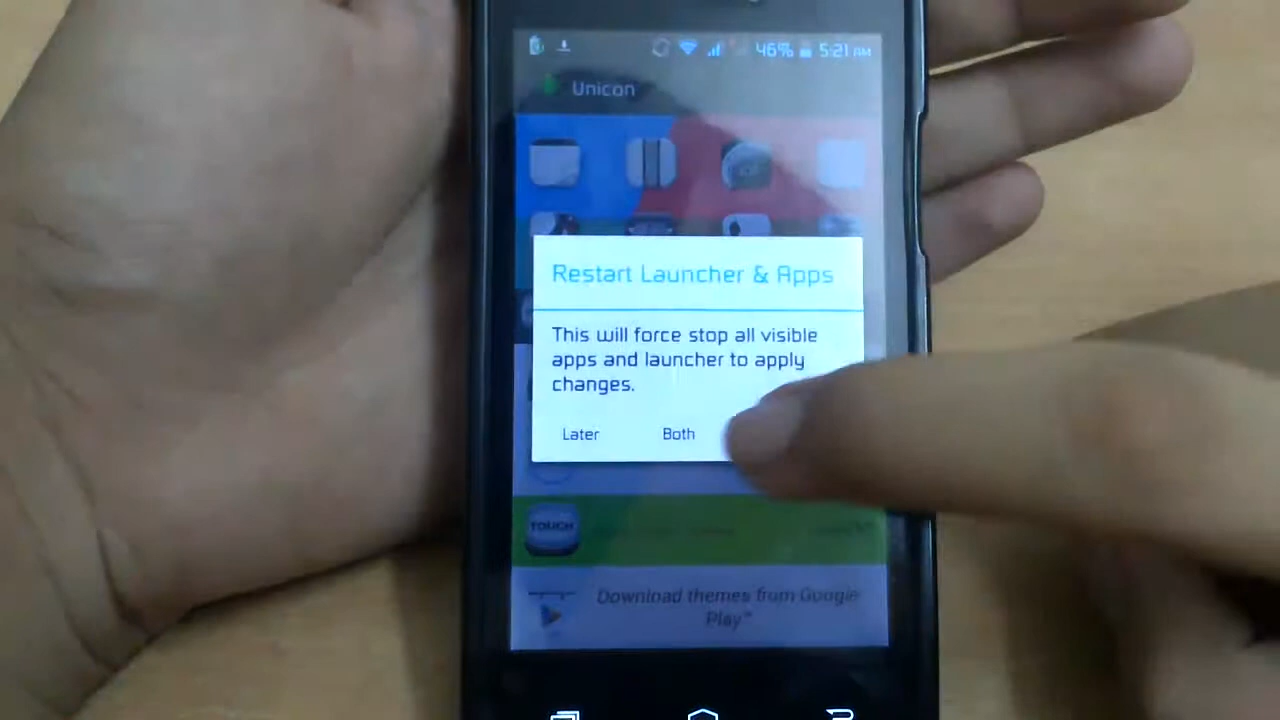 46% 5:21 AM
Unicon
Restart Launcher & Apps
This will force stop all visible
apps and launcher to apply
changes.
Later Both
TOUCH
Download themes from Google
Play™